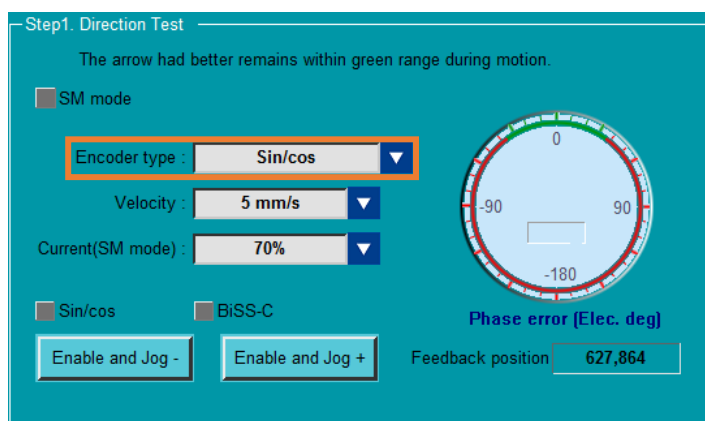 Step1. Direction Test
The arrow had better remains within green range during motion.
SM mode
Encoder type : Sin/cos
Velocity : 5 mm/s
Current(SM mode) : 70%
0
-90 90
-180
Sin/cos BiSS-C
Phase error (Elec. deg)
Enable and Jog - Enable and Jog + Feedback position 627,864